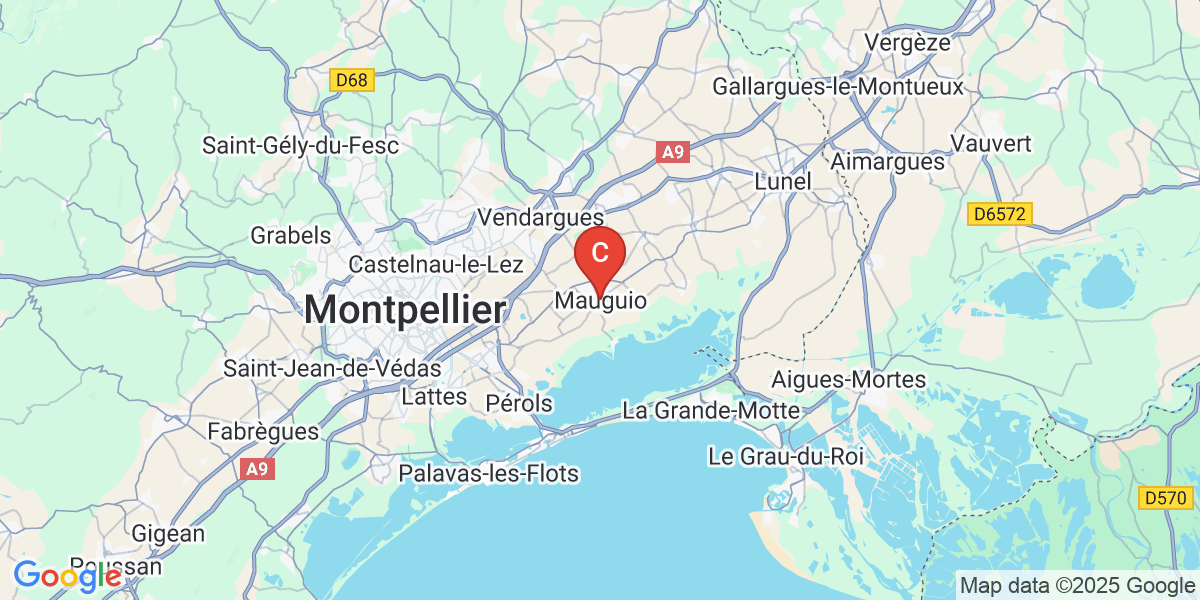 Vergèze
D68
Gallargues-le-Montueux
Saint-Gély-du-Fesc
A9
Vauvert
Aimargues
Lunel
Vendargues
D6572
Grabels
C
Castelnau-le-Lez
Mauguio
Montpellier
Saint-Jean-de-Védas
Aigues-Mortes
Lattes
Pérols
La Grande-Motte
Fabrègues
Le Grau-du-Roi
A9
Palavas-les-Flots
D570
Gigean
Poussan
Google
Map data ©2025 Google